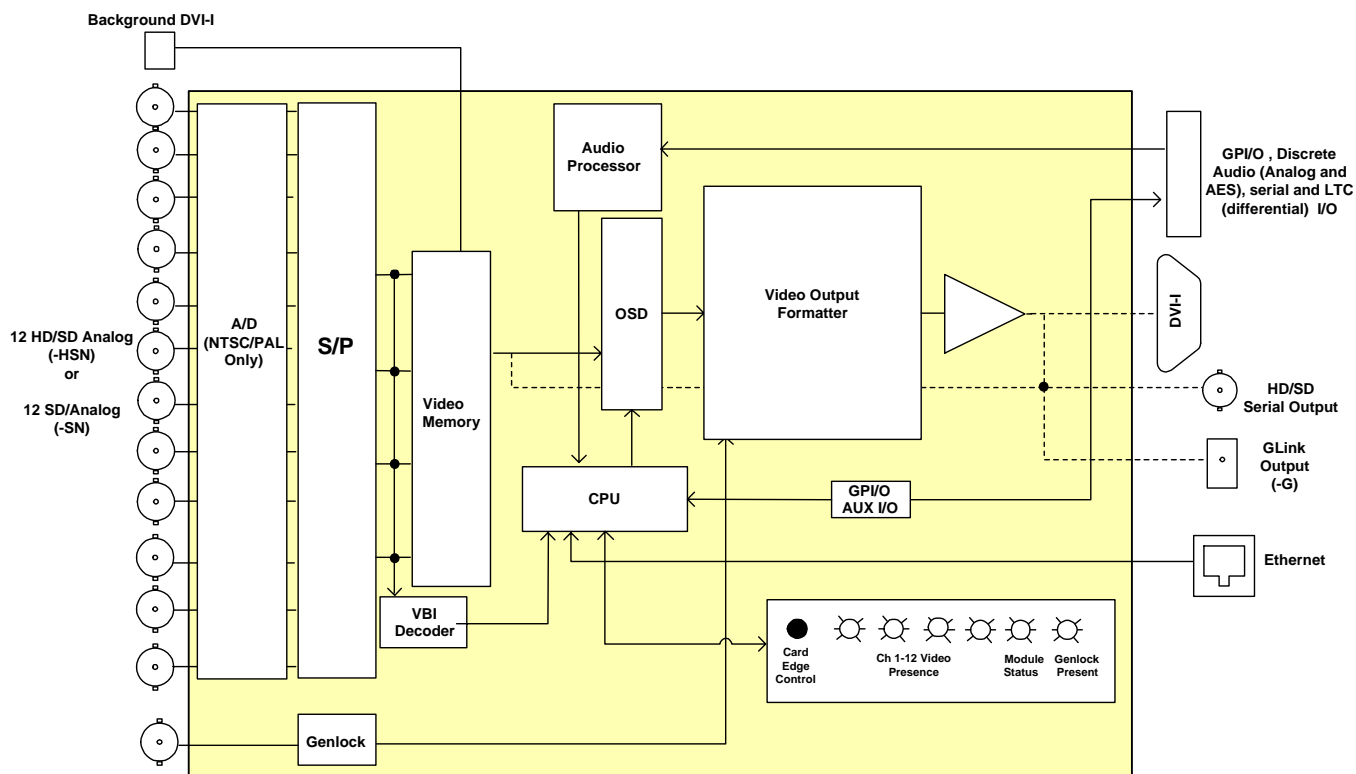 Background DVI-I
12 HD/SD Analog
(-HSN)
or
12 SD/Analog
(-SN)
A/D
(NTSC/PAL
Only)
S/P
Video
Memory
VBI
Decoder
Genlock
Audio
Processor
OSD
CPU
Video Output
Formatter
GPI/O
AUX I/O
Card
Edge
Control
Ch 1-12 Video
Presence
Module
Status
Genlock
Present
GPI/O , Discrete
Audio (Analog and
AES), serial and LTC
(differential) I/O
DVI-I
HD/SD
Serial Output
GLink
Output
(-G)
Ethernet